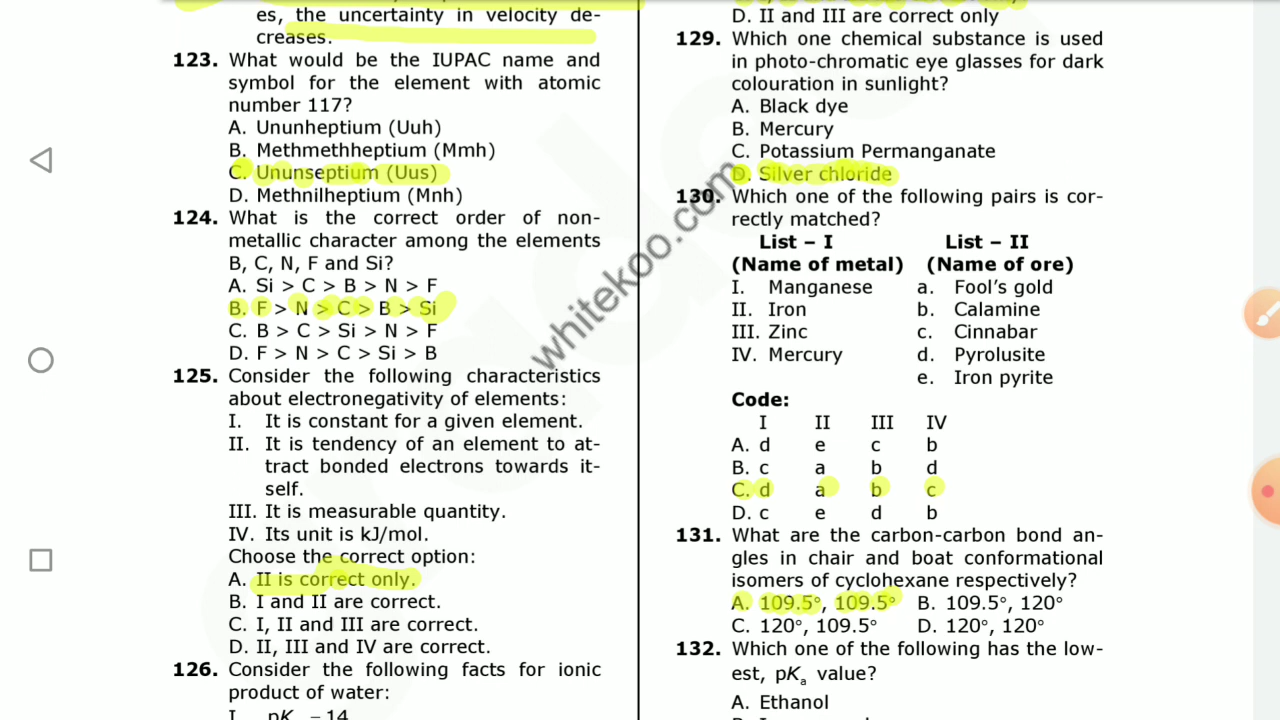 es, the uncertainty in velocity de-
creases.
123. What would be the IUPAC name and
symbol for the element with atomic
number 117?
A. Ununheptium (Uuh)
B. Methmethheptium (Mmh)
C. Ununseptium (Uus)
D. Methnilheptium (Mnh)
124. What is the correct order of non-
metallic character among the elements
B, C, N, F and Si?
A. Si > C > B > N > F
B. F > N > C > B > Si
C. B > C > Si > N > F
D. F > N > C > Si > B
125. Consider the following characteristics
about electronegativity of elements:
I. It is constant for a given element.
II. It is tendency of an element to at-
tract bonded electrons towards it-
self.
III. It is measurable quantity.
IV. Its unit is kJ/mol.
Choose the correct option:
A. II is correct only.
B. I and II are correct.
C. I, II and III are correct.
D. II, III and IV are correct.
126. Consider the following facts for ionic
product of water:
D. II and III are correct only
129. Which one chemical substance is used
in photo-chromatic eye glasses for dark
colouration in sunlight?
A. Black dye
B. Mercury
C. Potassium Permanganate
D. Silver chloride
130. Which one of the following pairs is cor-
rectly matched?
List – I List – II
(Name of metal) (Name of ore)
I. Manganese a. Fool's gold
II. Iron b. Calamine
III. Zinc c. Cinnabar
IV. Mercury d. Pyrolusite
e. Iron pyrite
Code:
I II III IV
A. d e c b
B. c a b d
C. d a b c
D. c e d b
131. What are the carbon-carbon bond an-
gles in chair and boat conformational
isomers of cyclohexane respectively?
A. 109.5°, 109.5° B. 109.5°, 120°
C. 120°, 109.5° D. 120°, 120°
132. Which one of the following has the low-
est, pKa value?
A. Ethanol
whitekoo.com